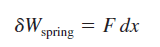 δW_spring = F dx